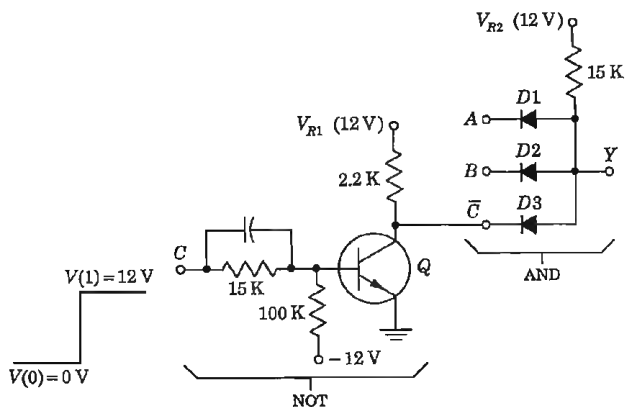 V_R2 (12 V)
15 K
D1
A
V_R1 (12 V)
D2
Y
B
2.2 K
C̅
D3
C
Q
AND
15 K
V(1) = 12 V
100 K
V(0) = 0 V
−12 V
NOT